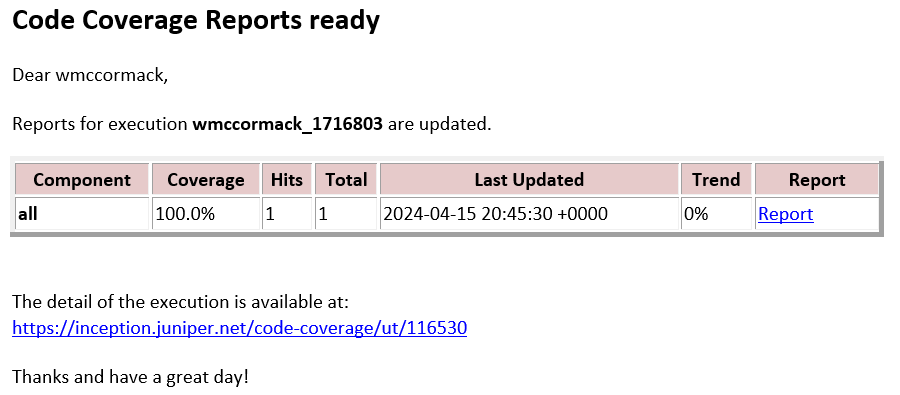 Code Coverage Reports ready
Dear wmccormack,
Reports for execution wmccormack_1716803 are updated.
Component Coverage Hits Total Last Updated Trend Report
all 100.0% 1 1 2024-04-15 20:45:30 +0000 0% Report
The detail of the execution is available at:
https://inception.juniper.net/code-coverage/ut/116530
Thanks and have a great day!